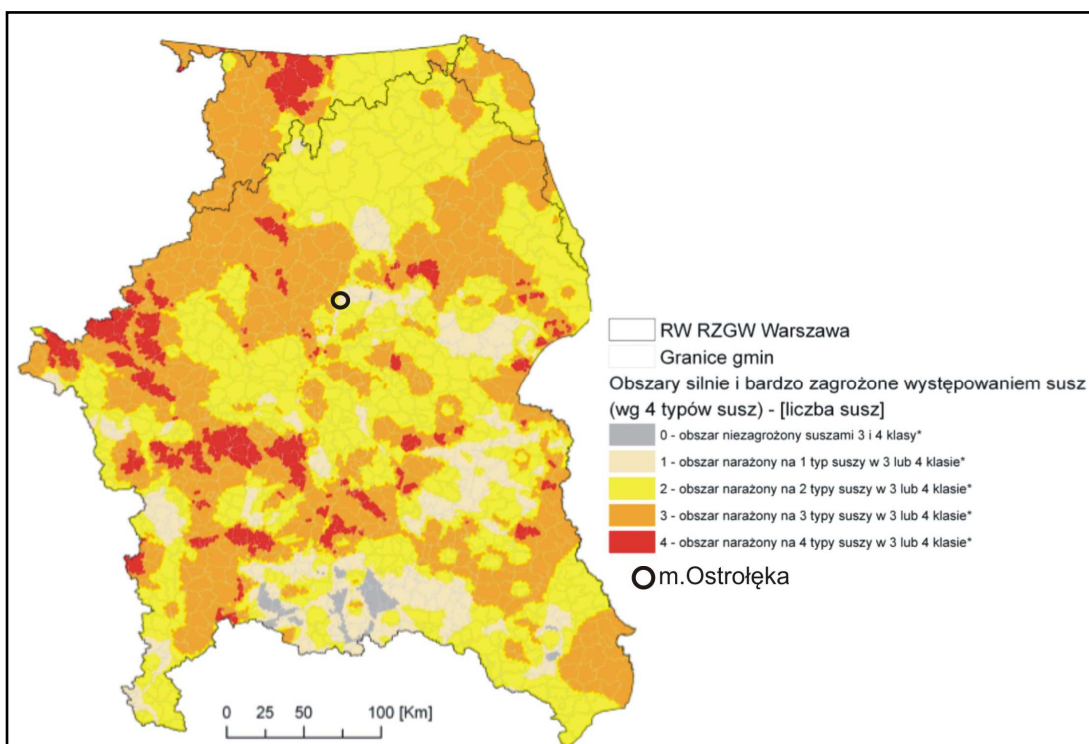 RW RZGW Warszawa
Granice gmin
Obszary silnie i bardzo zagrożone występowaniem susz
(wg 4 typów susz) - [liczba susz]
0 - obszar niezagrożony suszami 3 i 4 klasy*
1 - obszar narażony na 1 typ suszy w 3 lub 4 klasie*
2 - obszar narażony na 2 typy suszy w 3 lub 4 klasie*
3 - obszar narażony na 3 typy suszy w 3 lub 4 klasie*
4 - obszar narażony na 4 typy suszy w 3 lub 4 klasie*
m.Ostrołęka
0 25 50 100 [Km]